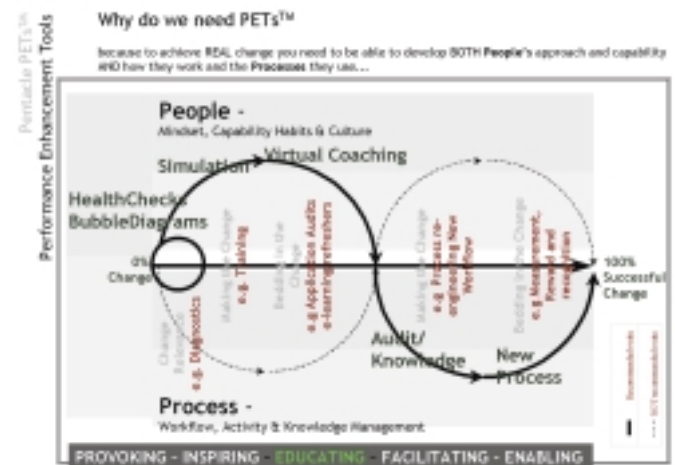 Why do we need PETs™
because to achieve REAL change you need to be able to develop BOTH People's approach and capability
AND how they work and the Processes they use...
Pentacle PETs™
Performance Enhancement Tools
People -
Mindset, Capability Habits & Culture
Simulation
Virtual Coaching
HealthChecks
BubbleDiagrams
0%
Change
Making the Change
e.g. Training
Bedding in the
Change
e.g Application Audits
e-learning refreshers
Making the Change
e.g Process re-
engineering New
Workflow
Bedding in the Change
e.g Measurement,
Reward and
recognition
100%
Successful
Change
Change
e.g. Diagnostics
Audit/
Knowledge
New
Process
Process -
Workflow, Activity & Knowledge Management
PROVOKING - INSPIRING - EDUCATING - FACILITATING - ENABLING